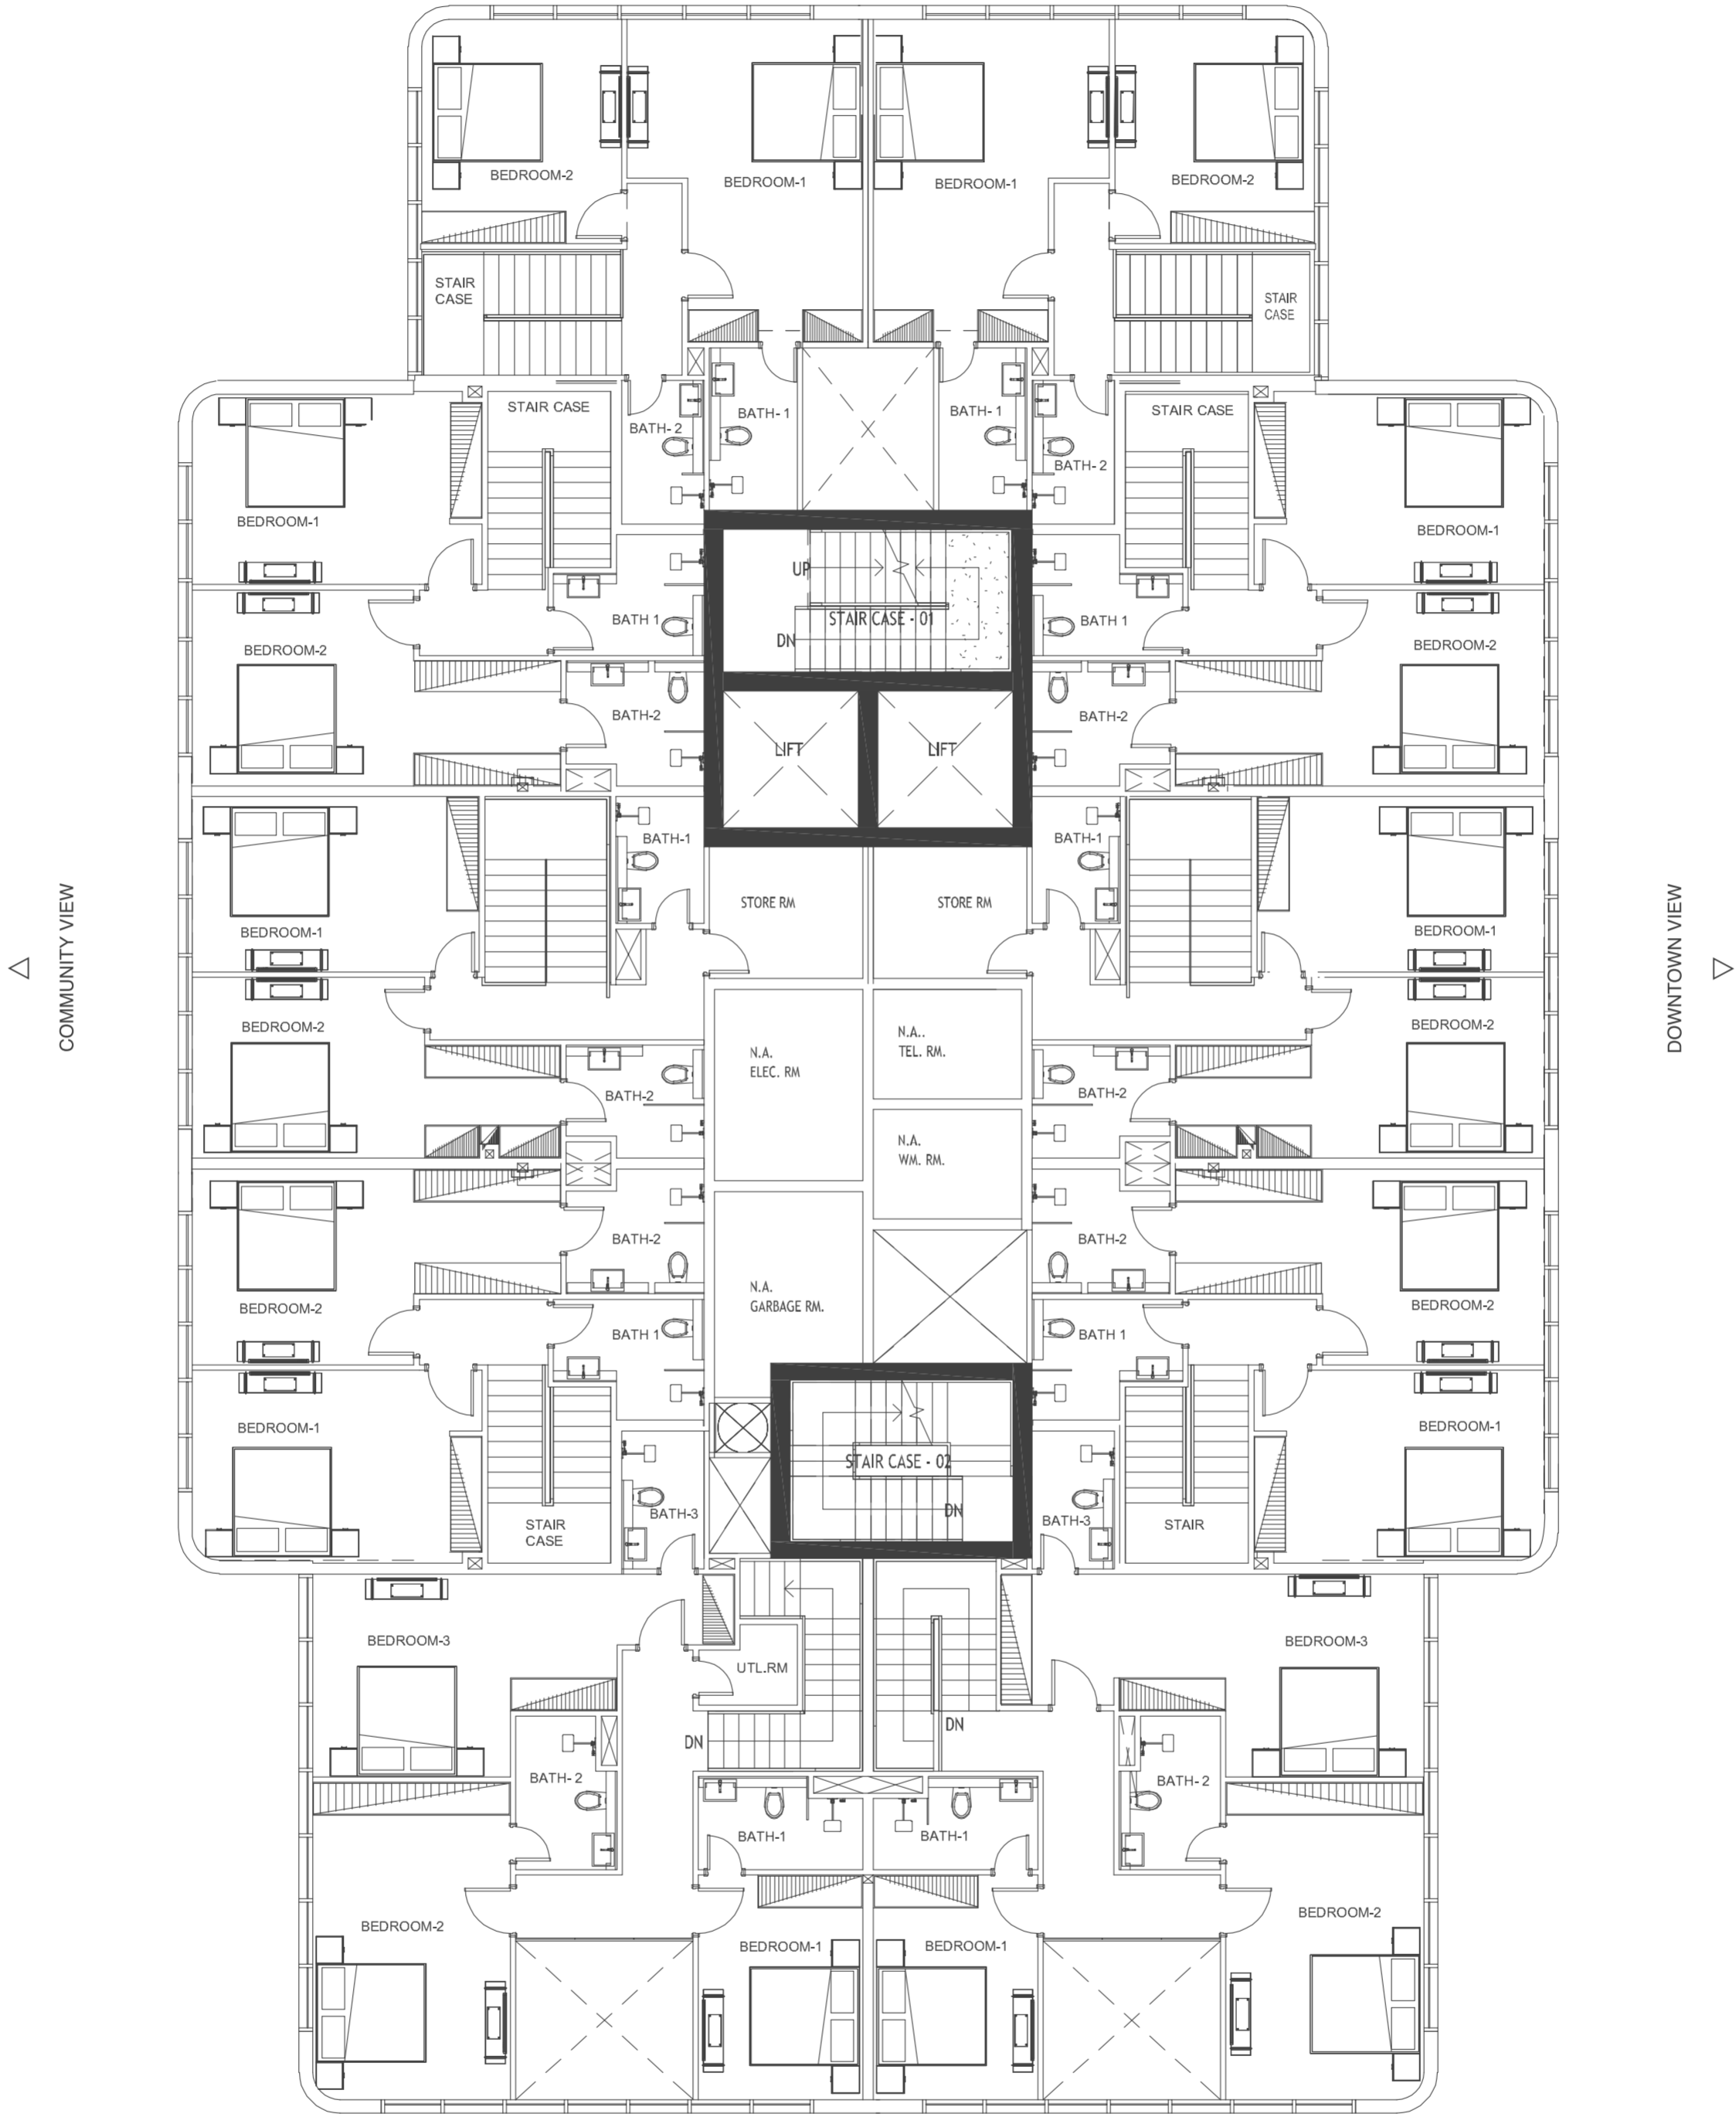 BEDROOM-2
BEDROOM-1
BEDROOM-1
BEDROOM-2
STAIR
CASE
STAIR
CASE
STAIR CASE
BATH- 2
BATH- 1
BATH- 1
BATH- 2
STAIR CASE
BEDROOM-1
BEDROOM-1
UP
STAIR CASE - 01
DN
BATH 1
BATH 1
BEDROOM-2
BEDROOM-2
BATH-2
BATH-2
LIFT
LIFT
BATH-1
BATH-1
STORE RM
STORE RM
BEDROOM-1
BEDROOM-1
COMMUNITY VIEW
DOWNTOWN VIEW
BEDROOM-2
BEDROOM-2
N.A.
ELEC. RM
N.A..
TEL. RM.
BATH-2
BATH-2
N.A.
WM. RM.
BATH-2
BATH-2
BEDROOM-2
BEDROOM-2
N.A.
GARBAGE RM.
BATH 1
BATH 1
BEDROOM-1
BEDROOM-1
STAIR CASE - 02
DN
BATH-3
BATH-3
STAIR
CASE
STAIR
BEDROOM-3
BEDROOM-3
UTL.RM
DN
DN
BATH- 2
BATH- 2
BATH-1
BATH-1
BEDROOM-2
BEDROOM-1
BEDROOM-1
BEDROOM-2